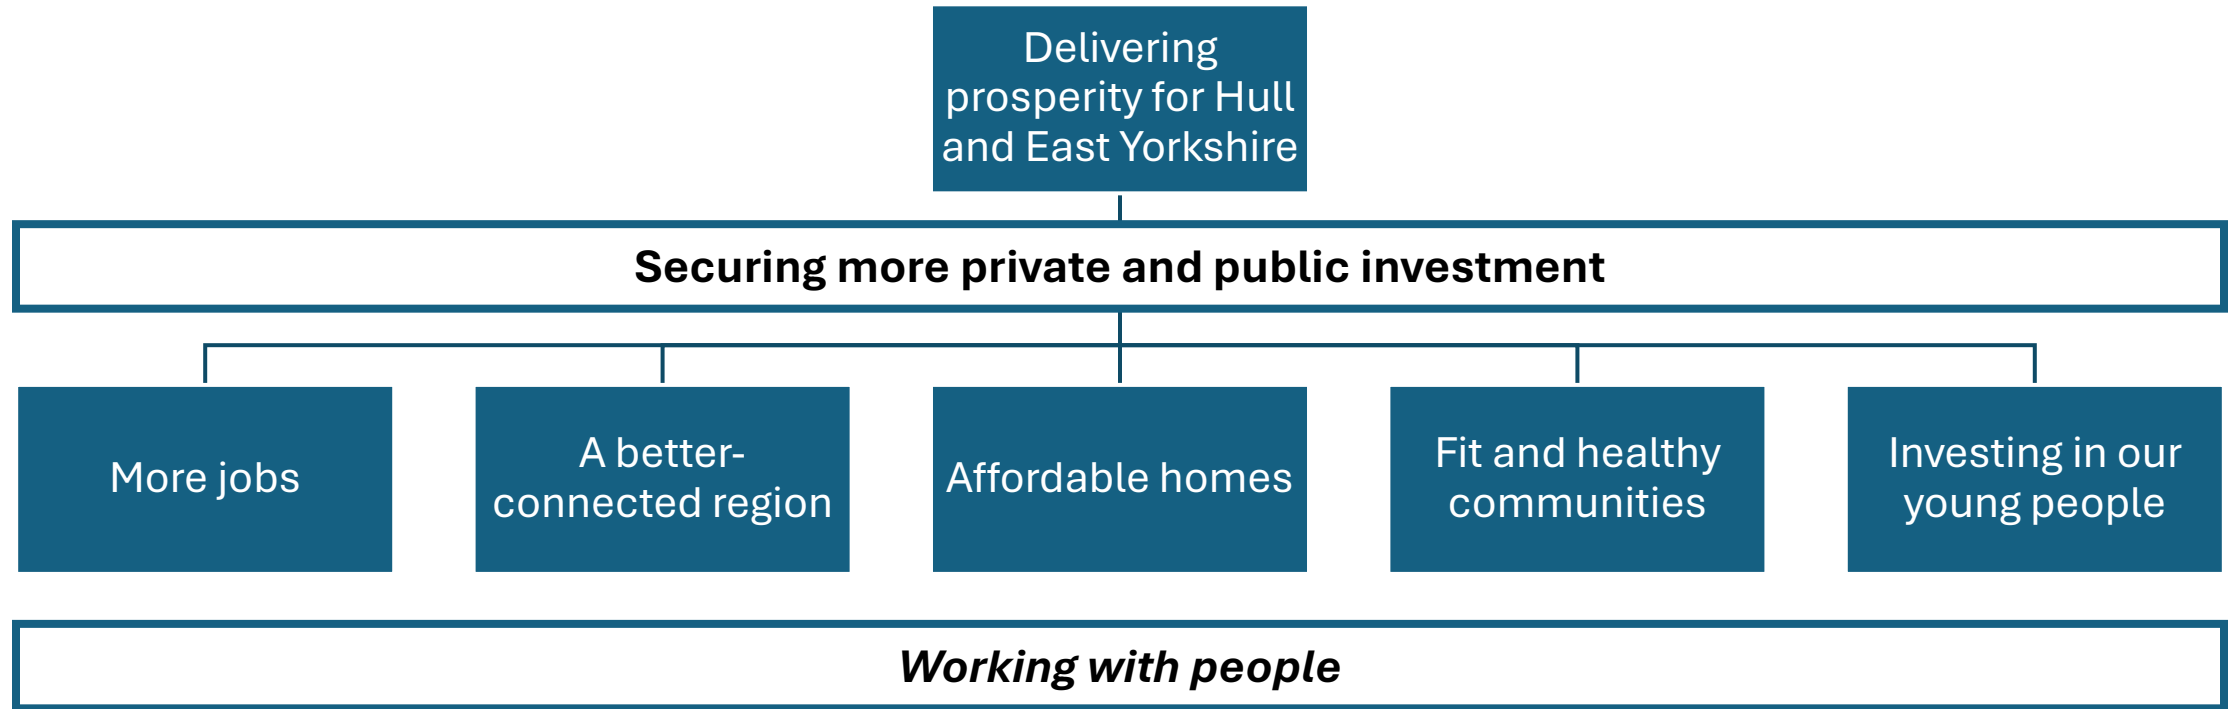 Delivering
prosperity for Hull
and East Yorkshire
Securing more private and public investment
More jobs
A better-
connected region
Affordable homes
Fit and healthy
communities
Investing in our
young people
Working with people